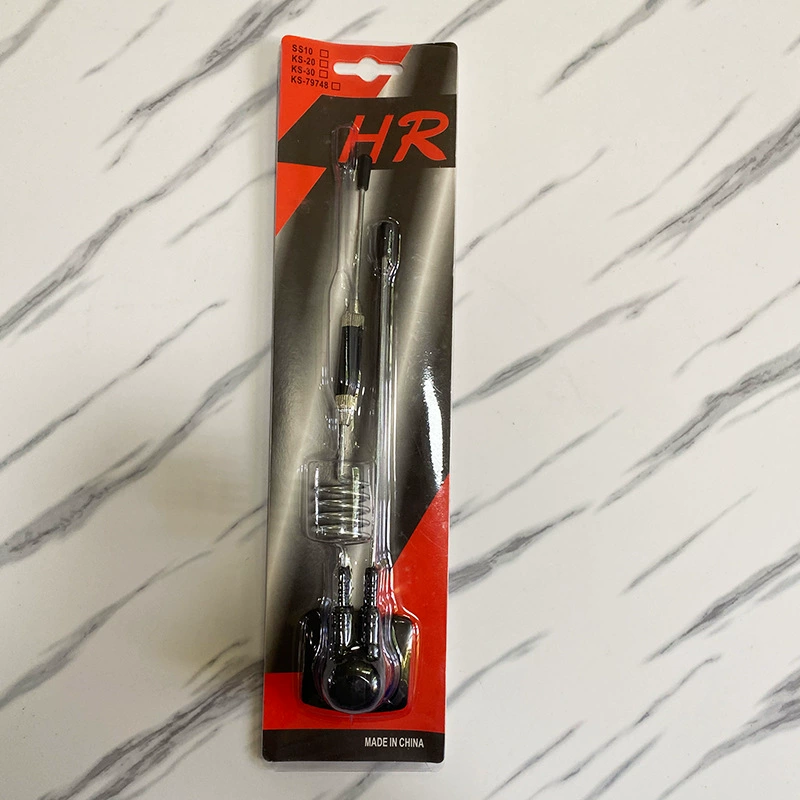 SS10
KS-20
KS-30
KS-79748
HR
MADE IN CHINA